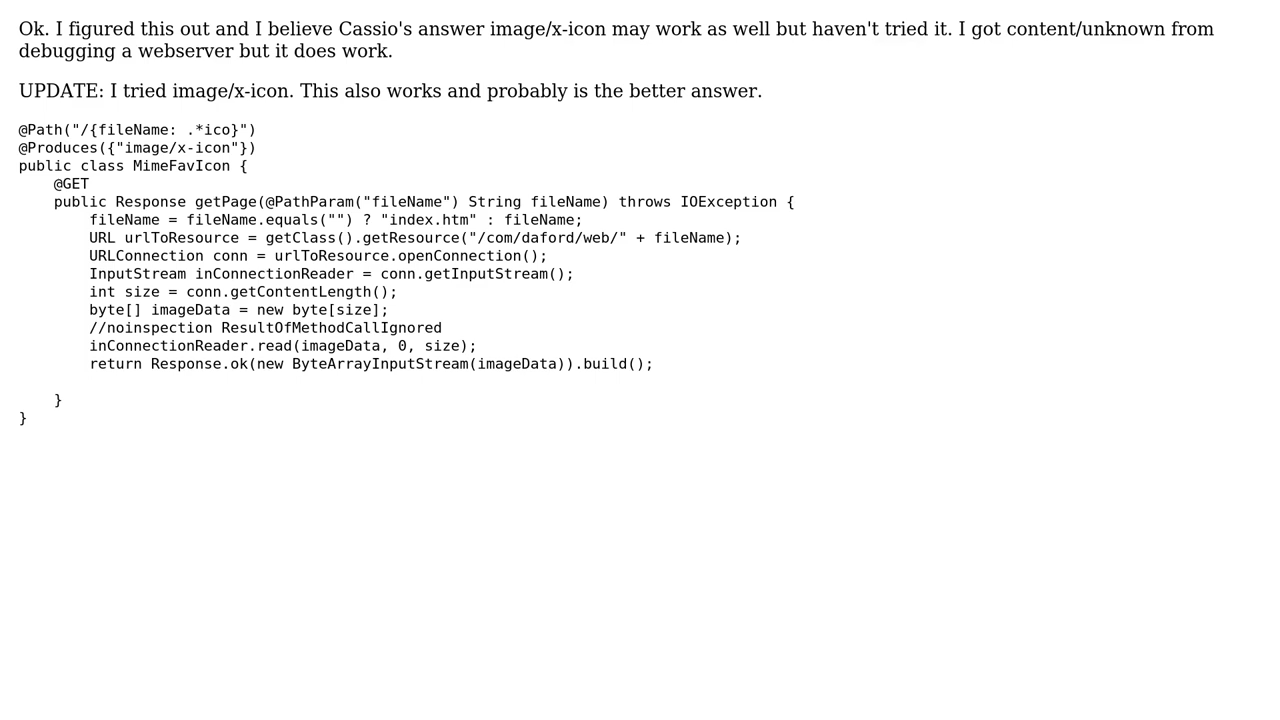 Ok. I figured this out and I believe Cassio's answer image/x-icon may work as well but haven't tried it. I got content/unknown from
debugging a webserver but it does work.
UPDATE: I tried image/x-icon. This also works and probably is the better answer.
@Path("/{fileName: .*ico}")
@Produces({"image/x-icon"})
public class MimeFavIcon {
    @GET
    public Response getPage(@PathParam("fileName") String fileName) throws IOException {
        fileName = fileName.equals("") ? "index.htm" : fileName;
        URL urlToResource = getClass().getResource("/com/daford/web/" + fileName);
        URLConnection conn = urlToResource.openConnection();
        InputStream inConnectionReader = conn.getInputStream();
        int size = conn.getContentLength();
        byte[] imageData = new byte[size];
        //noinspection ResultOfMethodCallIgnored
        inConnectionReader.read(imageData, 0, size);
        return Response.ok(new ByteArrayInputStream(imageData)).build();
    }
}